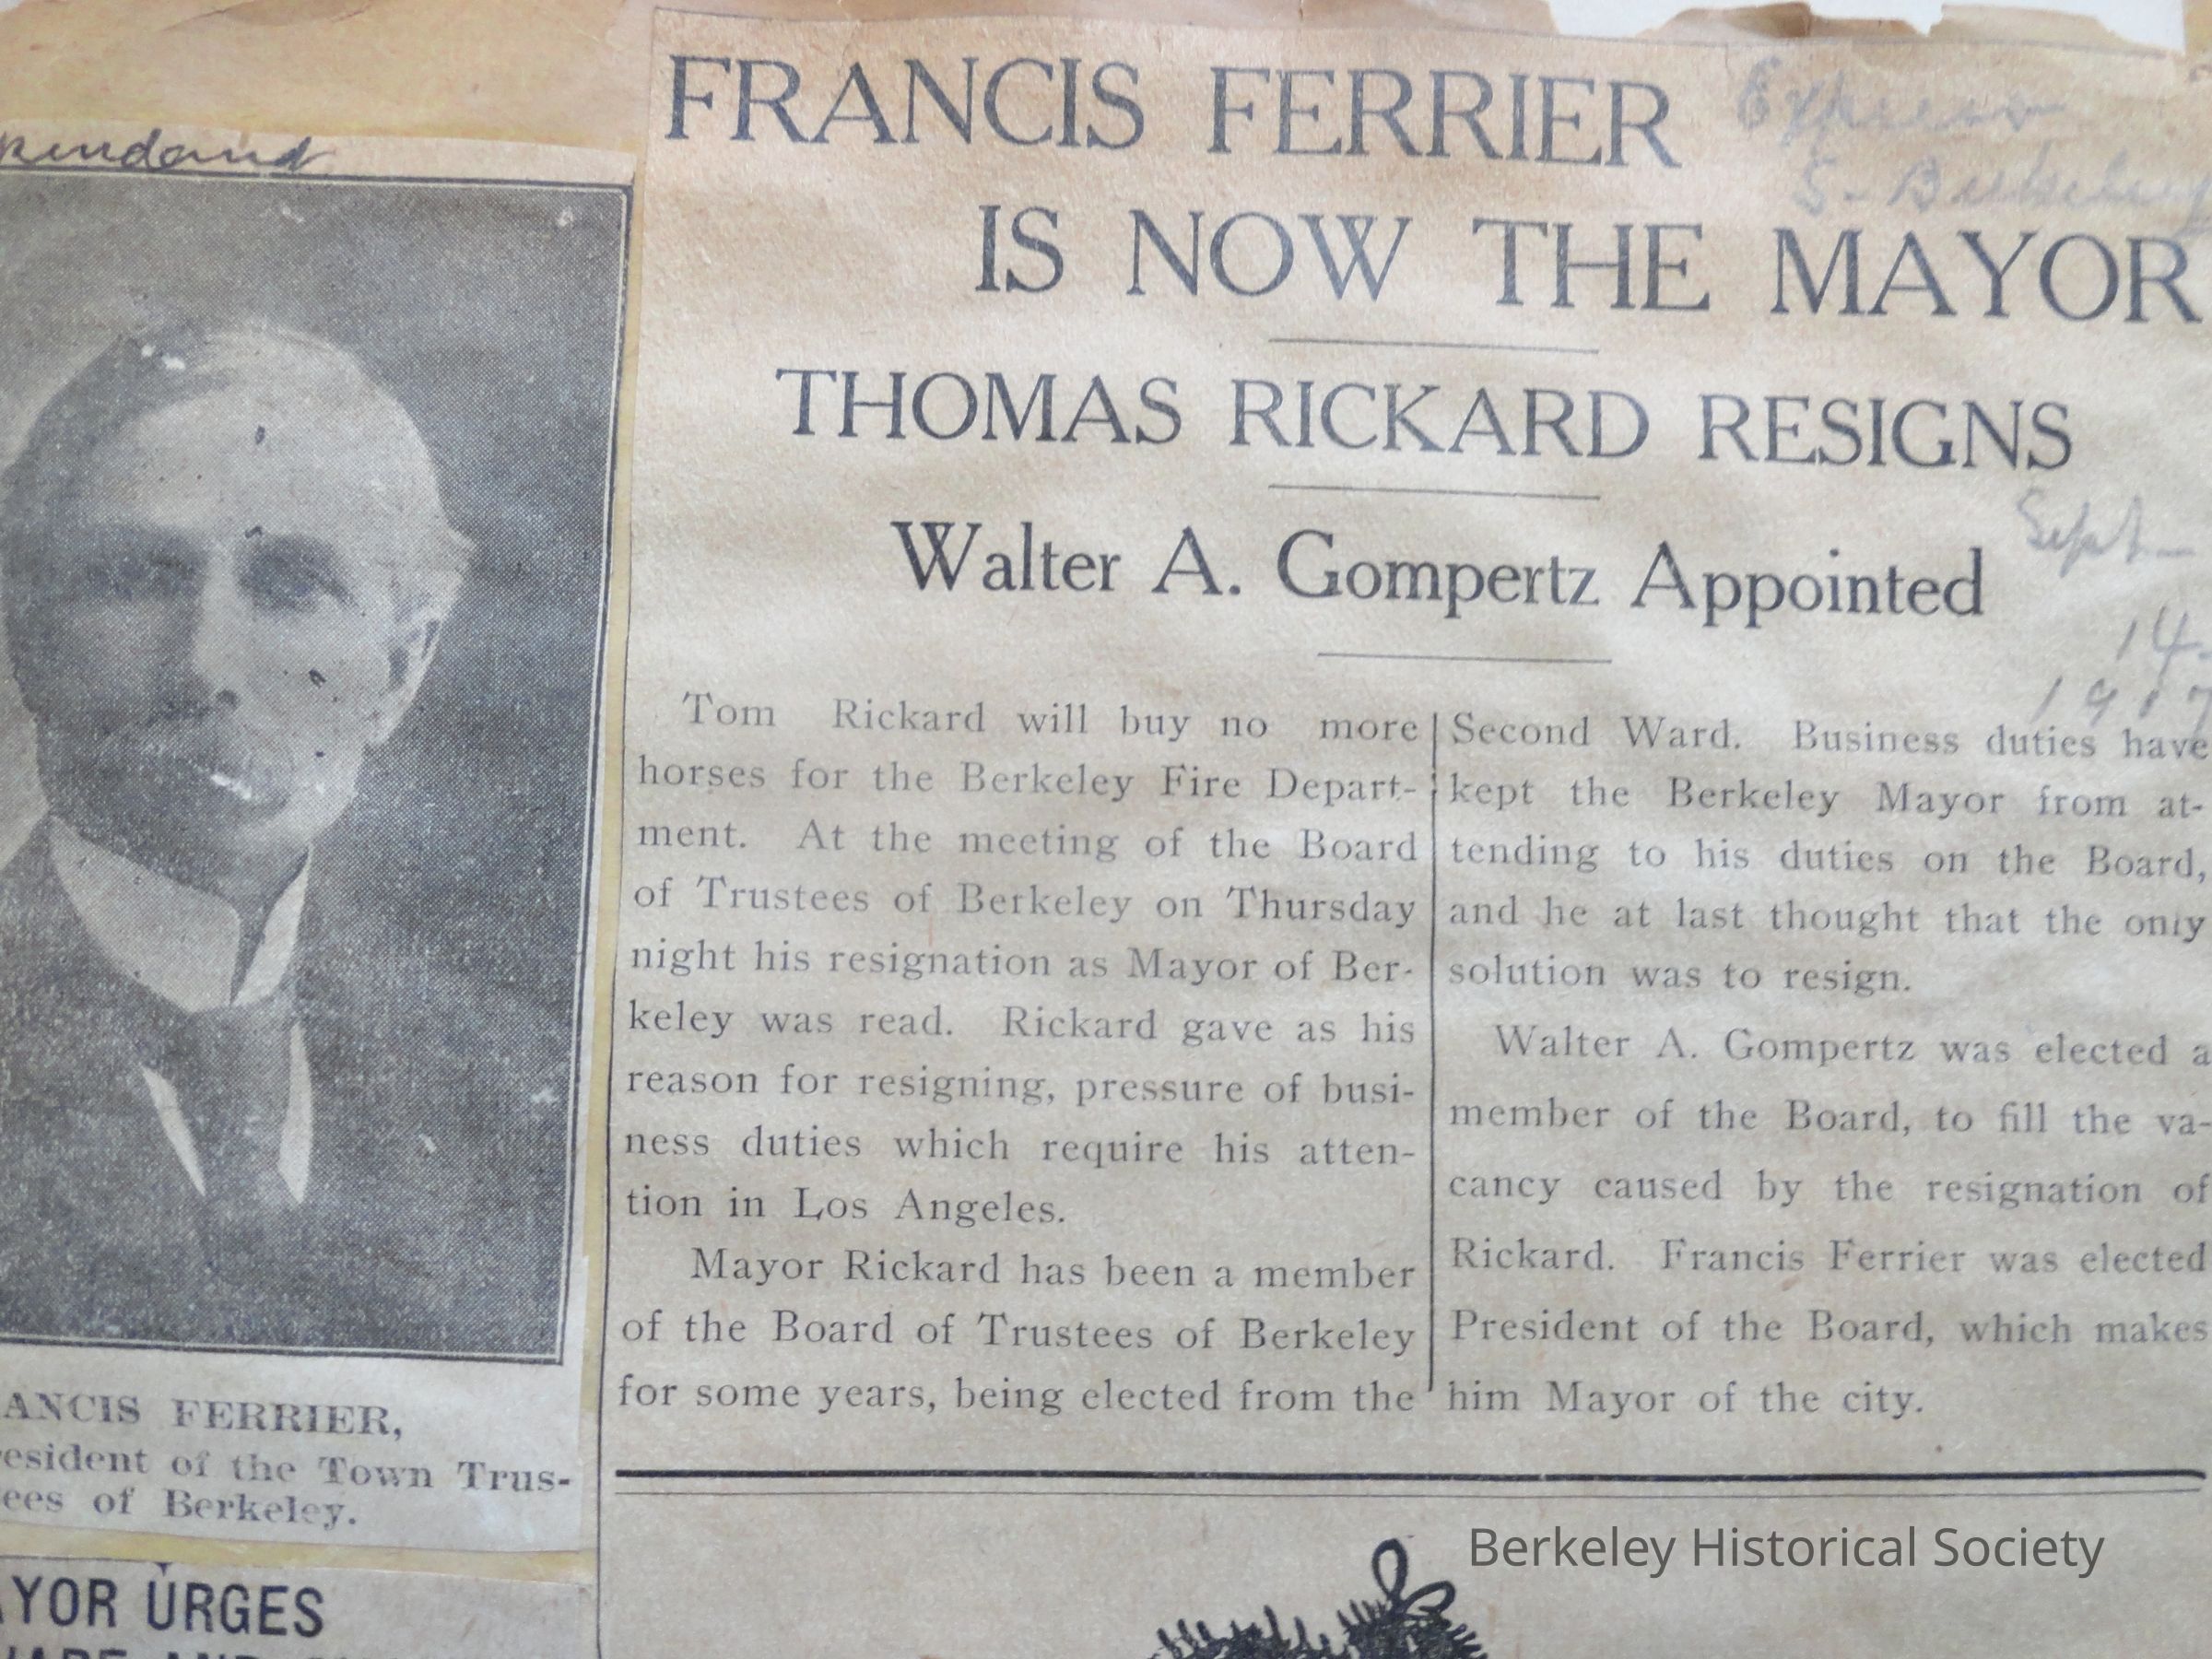 FRANCIS FERRIER
IS NOW THE MAYOR
THOMAS RICKARD RESIGNS
Walter A. Gompertz Appointed
Express
S. Berkeley
Sept
14
1907
Tom Rickard will buy no more
horses for the Berkeley Fire Depart-
ment. At the meeting of the Board
of Trustees of Berkeley on Thursday
night his resignation as Mayor of Ber-
keley was read. Rickard gave as his
reason for resigning, pressure of busi-
ness duties which require his atten-
tion in Los Angeles.
Mayor Rickard has been a member
of the Board of Trustees of Berkeley
for some years, being elected from the
Second Ward. Business duties have
kept the Berkeley Mayor from at-
tending to his duties on the Board,
and he at last thought that the only
solution was to resign.
Walter A. Gompertz was elected a
member of the Board, to fill the va-
cancy caused by the resignation of
Rickard. Francis Ferrier was elected
President of the Board, which makes
him Mayor of the city.
ANCIS FERRIER,
resident of the Town Trus-
ees of Berkeley.
AYOR URGES
Berkeley Historical Society